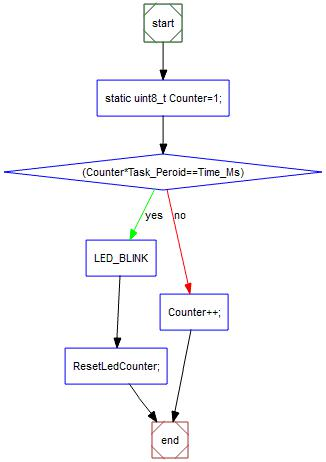 start
static uint8_t Counter=1;
(Counter*Task_Peroid==Time_Ms)
yes no
LED_BLINK
Counter++;
ResetLedCounter;
end